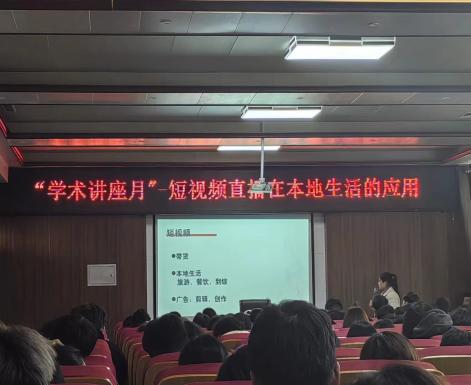 “学术讲座月”-短视频直播在本地生活的应用
短视频
●带货
●本地生活
旅游、餐饮、到综
●广告：剪辑、创作